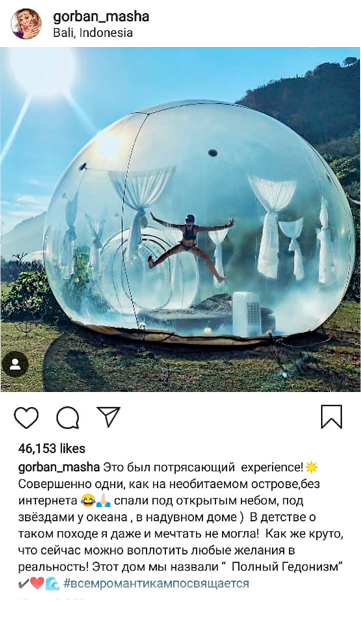 gorban_masha
Bali, Indonesia
46,153 likes
gorban_masha Это был потрясающий experience!☀️
Совершенно одни, как на необитаемом острове,без
интернета 😂🙏🏻 спали под открытым небом, под
звёздами у океана , в надувном доме ) В детстве о
таком походе я даже и мечтать не могла! Как же круто,
что сейчас можно воплотить любые желания в
реальность! Этот дом мы назвали “ Полный Гедонизм”
✔❤️🌊 #всемромантикампосвящается